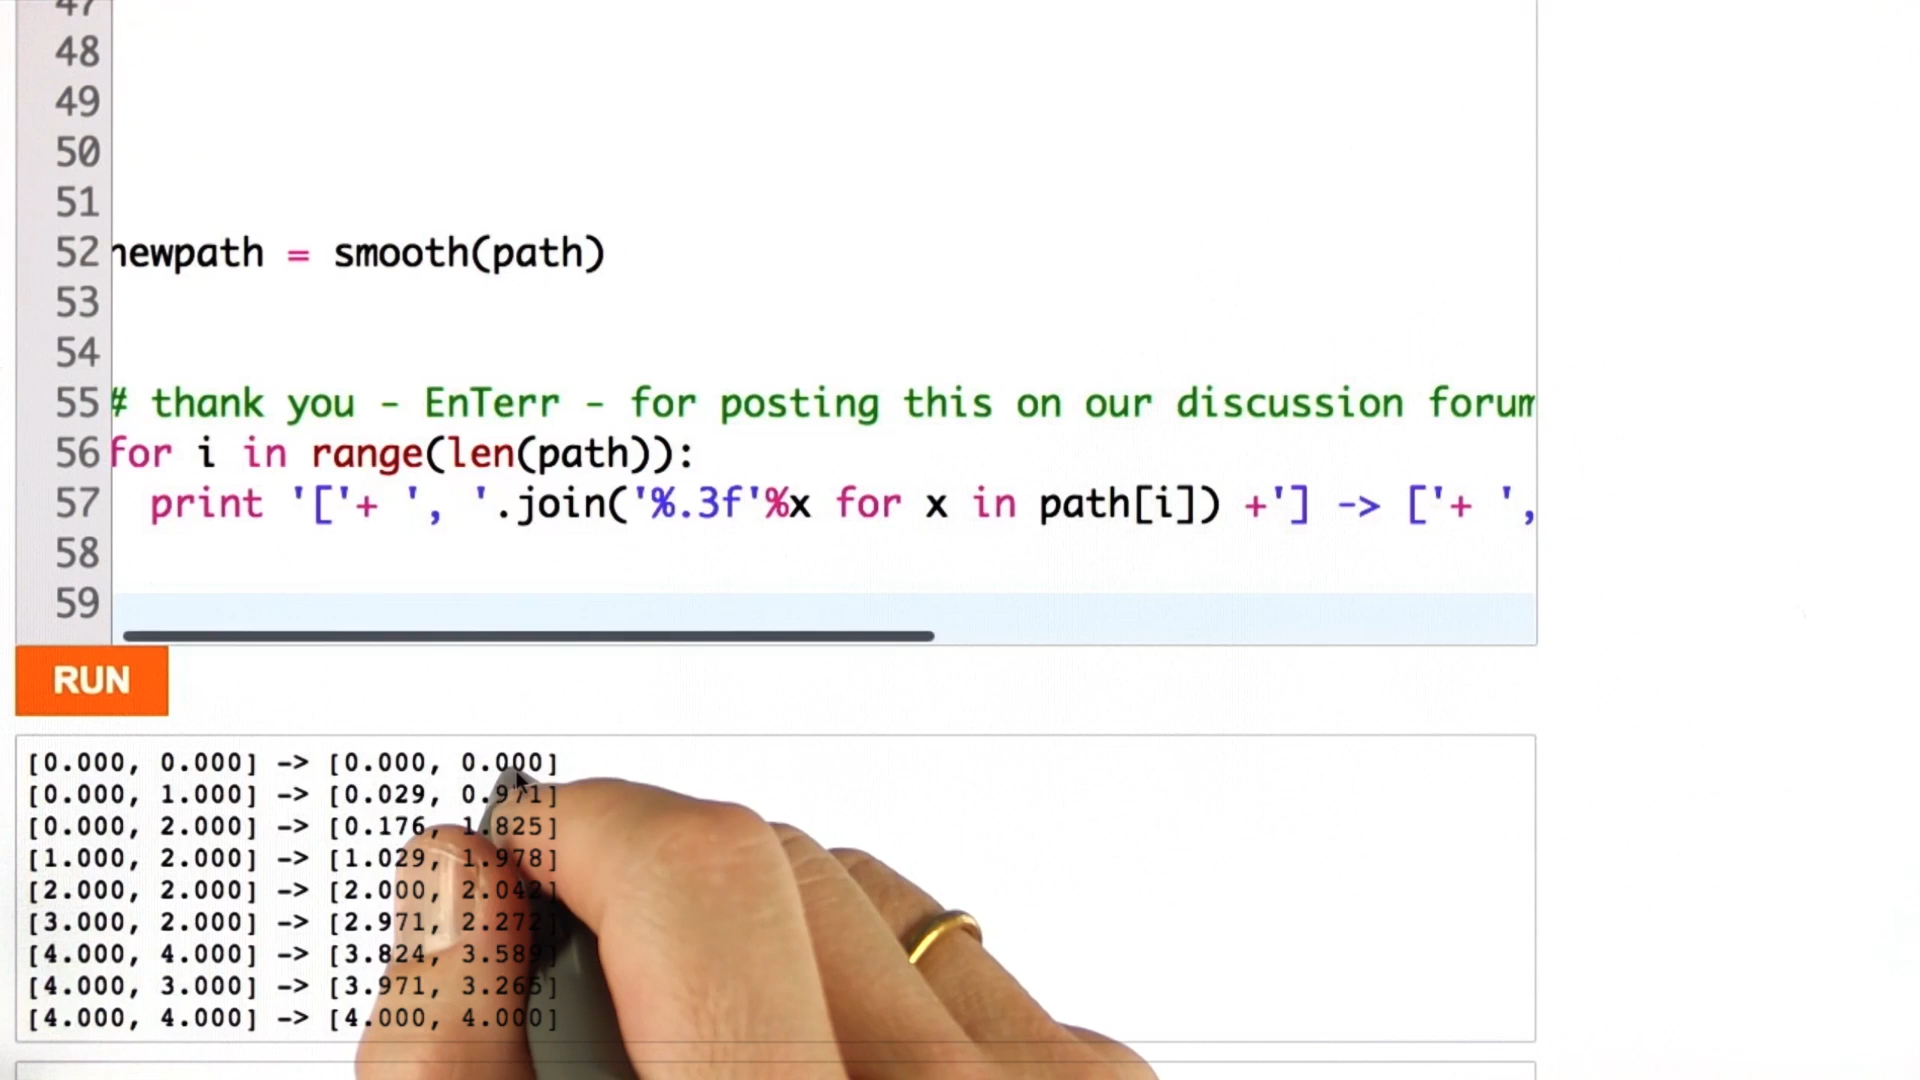 47
48
49
50
51
52 newpath = smooth(path)
53
54
55 # thank you - EnTerr - for posting this on our discussion forum
56 for i in range(len(path)):
57 print '['+ ', '.join('%.3f'%x for x in path[i]) +'] -> ['+ ',
58
59
RUN
[0.000, 0.000] -> [0.000, 0.000]
[0.000, 1.000] -> [0.029, 0.971]
[0.000, 2.000] -> [0.176, 1.825]
[1.000, 2.000] -> [1.029, 1.978]
[2.000, 2.000] -> [2.000, 2.042]
[3.000, 2.000] -> [2.971, 2.272]
[4.000, 4.000] -> [3.824, 3.589]
[4.000, 3.000] -> [3.971, 3.265]
[4.000, 4.000] -> [4.000, 4.000]